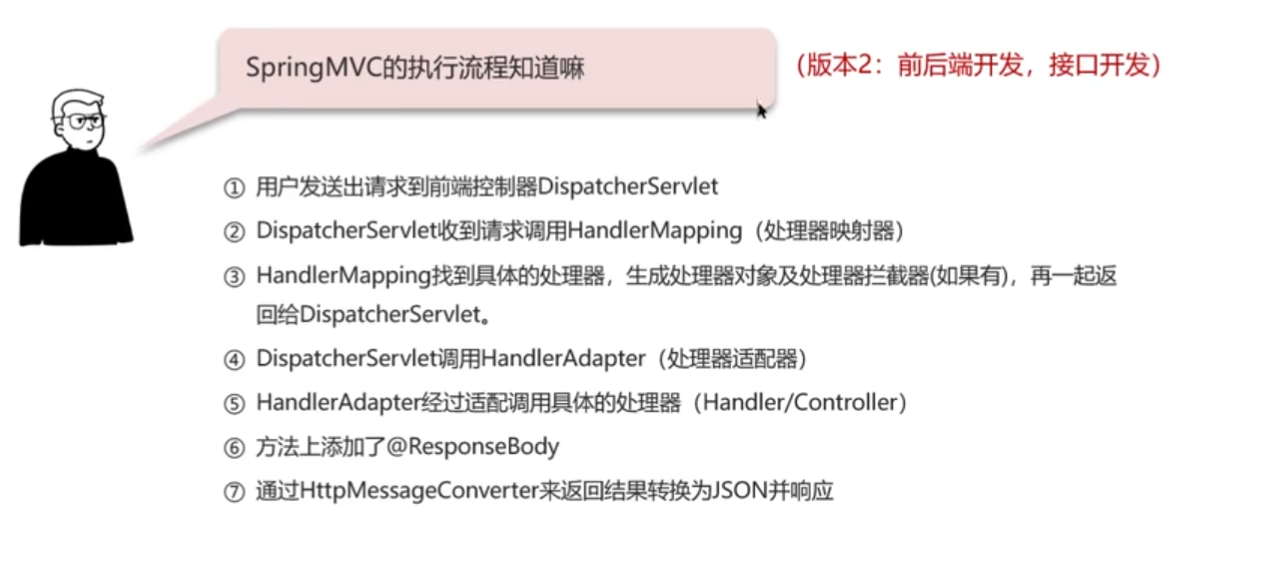 SpringMVC的执行流程知道嘛
（版本2：前后端开发，接口开发）
① 用户发送出请求到前端控制器DispatcherServlet
② DispatcherServlet收到请求调用HandlerMapping（处理器映射器）
③ HandlerMapping找到具体的处理器，生成处理器对象及处理器拦截器(如果有)，再一起返
回给DispatcherServlet。
④ DispatcherServlet调用HandlerAdapter（处理器适配器）
⑤ HandlerAdapter经过适配调用具体的处理器（Handler/Controller）
⑥ 方法上添加了@ResponseBody
⑦ 通过HttpMessageConverter来返回结果转换为JSON并响应